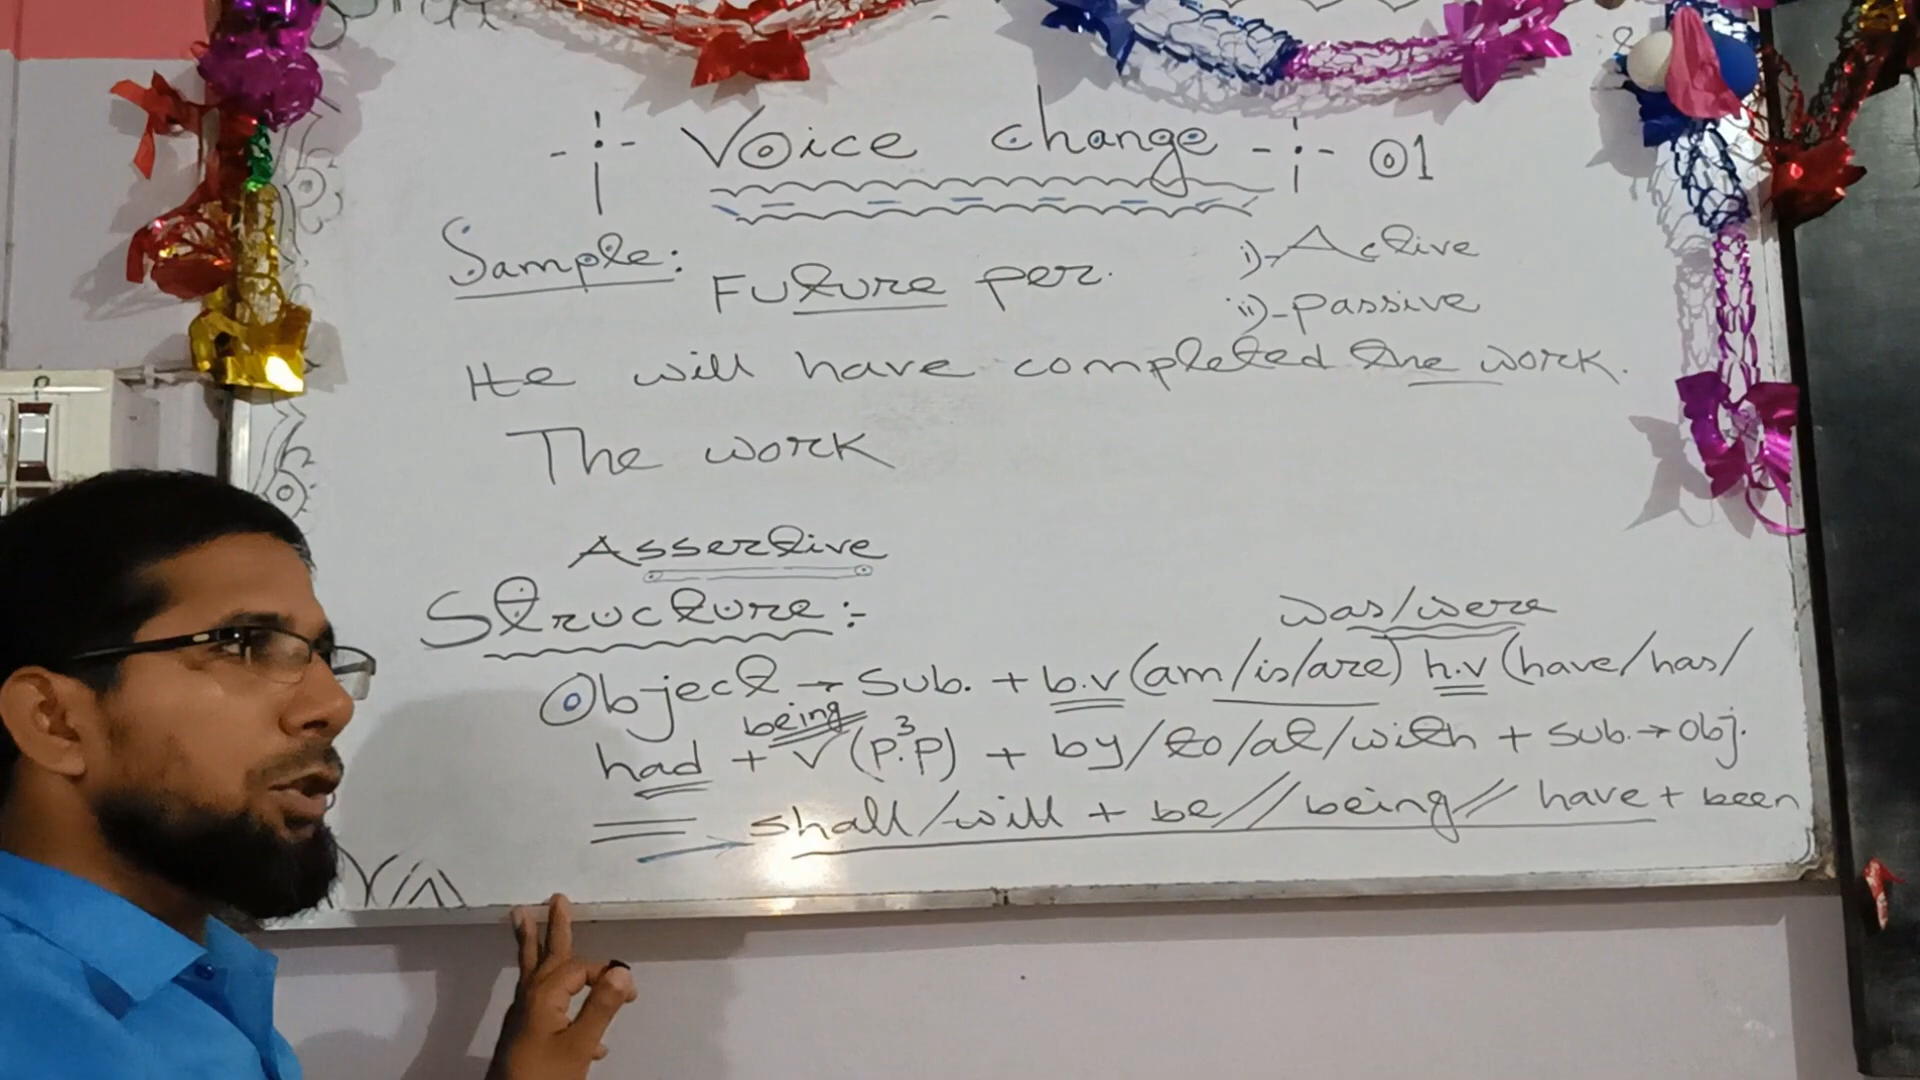 Voice change 01
Sample: Future per. i) Active
ii) passive
He will have completed the work.
The work
Assertive
Structure:-
was/were
Object → Sub. + b.v (am/is/are) h.v (have/has/
being
had + V³ (p.p) + by/to/at/with + sub. → obj.
shall/will + be // being // have + been